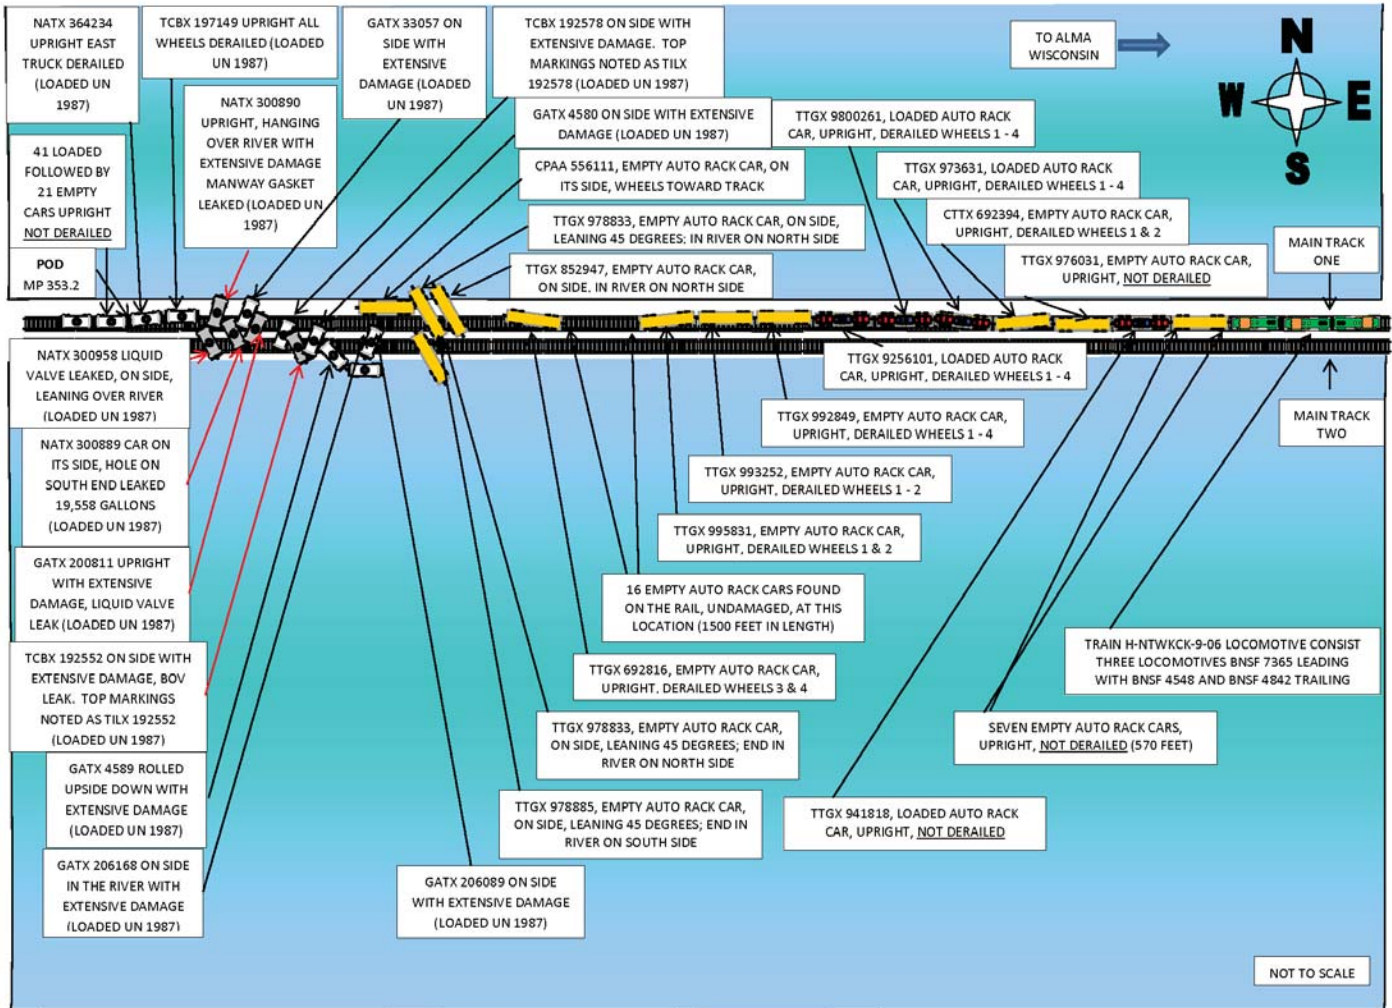 NATX 364234
UPRIGHT EAST
TRUCK DERAILED
(LOADED UN
1987)
TCBX 197149 UPRIGHT ALL
WHEELS DERAILED (LOADED
UN 1987)
GATX 33057 ON
SIDE WITH
EXTENSIVE
DAMAGE (LOADED
UN 1987)
TCBX 192578 ON SIDE WITH
EXTENSIVE DAMAGE. TOP
MARKINGS NOTED AS TILX
192578 (LOADED UN 1987)
TO ALMA
WISCONSIN
N
W
E
S
NATX 300890
UPRIGHT, HANGING
OVER RIVER WITH
EXTENSIVE DAMAGE
MANWAY GASKET
LEAKED (LOADED UN
1987)
GATX 4580 ON SIDE WITH EXTENSIVE
DAMAGE (LOADED UN 1987)
TTGX 9800261, LOADED AUTO RACK
CAR, UPRIGHT, DERAILED WHEELS 1 - 4
41 LOADED
FOLLOWED BY
21 EMPTY
CARS UPRIGHT
NOT DERAILED
CPAA 556111, EMPTY AUTO RACK CAR, ON
ITS SIDE, WHEELS TOWARD TRACK
TTGX 973631, LOADED AUTO RACK
CAR, UPRIGHT, DERAILED WHEELS 1 - 4
TTGX 978833, EMPTY AUTO RACK CAR, ON SIDE,
LEANING 45 DEGREES; IN RIVER ON NORTH SIDE
CTTX 692394, EMPTY AUTO RACK CAR,
UPRIGHT, DERAILED WHEELS 1 & 2
POD
MP 353.2
TTGX 852947, EMPTY AUTO RACK CAR,
ON SIDE, IN RIVER ON NORTH SIDE
TTGX 976031, EMPTY AUTO RACK CAR,
UPRIGHT, NOT DERAILED
MAIN TRACK
ONE
NATX 300958 LIQUID
VALVE LEAKED, ON SIDE,
LEANING OVER RIVER
(LOADED UN 1987)
TTGX 9256101, LOADED AUTO RACK
CAR, UPRIGHT, DERAILED WHEELS 1 - 4
TTGX 992849, EMPTY AUTO RACK CAR,
UPRIGHT, DERAILED WHEELS 1 - 4
MAIN TRACK
TWO
NATX 300889 CAR ON
ITS SIDE, HOLE ON
SOUTH END LEAKED
19,558 GALLONS
(LOADED UN 1987)
TTGX 993252, EMPTY AUTO RACK CAR,
UPRIGHT, DERAILED WHEELS 1 - 2
TTGX 995831, EMPTY AUTO RACK CAR,
UPRIGHT, DERAILED WHEELS 1 & 2
GATX 200811 UPRIGHT
WITH EXTENSIVE
DAMAGE, LIQUID VALVE
LEAK (LOADED UN 1987)
16 EMPTY AUTO RACK CARS FOUND
ON THE RAIL, UNDAMAGED, AT THIS
LOCATION (1500 FEET IN LENGTH)
TCBX 192552 ON SIDE WITH
EXTENSIVE DAMAGE, BOV
LEAK. TOP MARKINGS
NOTED AS TILX 192552
(LOADED UN 1987)
TTGX 692816, EMPTY AUTO RACK CAR,
UPRIGHT, DERAILED WHEELS 3 & 4
TRAIN H-NTWKCK-9-06 LOCOMOTIVE CONSIST
THREE LOCOMOTIVES BNSF 7365 LEADING
WITH BNSF 4548 AND BNSF 4842 TRAILING
TTGX 978833, EMPTY AUTO RACK CAR,
ON SIDE, LEANING 45 DEGREES; END IN
RIVER ON NORTH SIDE
SEVEN EMPTY AUTO RACK CARS,
UPRIGHT, NOT DERAILED (570 FEET)
GATX 4589 ROLLED
UPSIDE DOWN WITH
EXTENSIVE DAMAGE
(LOADED UN 1987)
TTGX 978885, EMPTY AUTO RACK CAR,
ON SIDE, LEANING 45 DEGREES; END IN
RIVER ON SOUTH SIDE
TTGX 941818, LOADED AUTO RACK
CAR, UPRIGHT, NOT DERAILED
GATX 206168 ON SIDE
IN THE RIVER WITH
EXTENSIVE DAMAGE
(LOADED UN 1987)
GATX 206089 ON SIDE
WITH EXTENSIVE DAMAGE
(LOADED UN 1987)
NOT TO SCALE